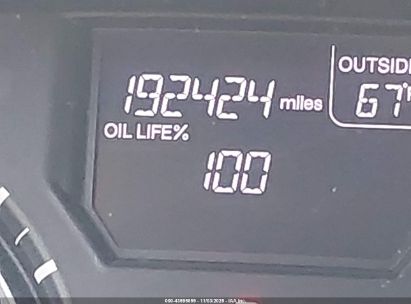 OUTSIDE
192424 miles
67°F
OIL LIFE%
100